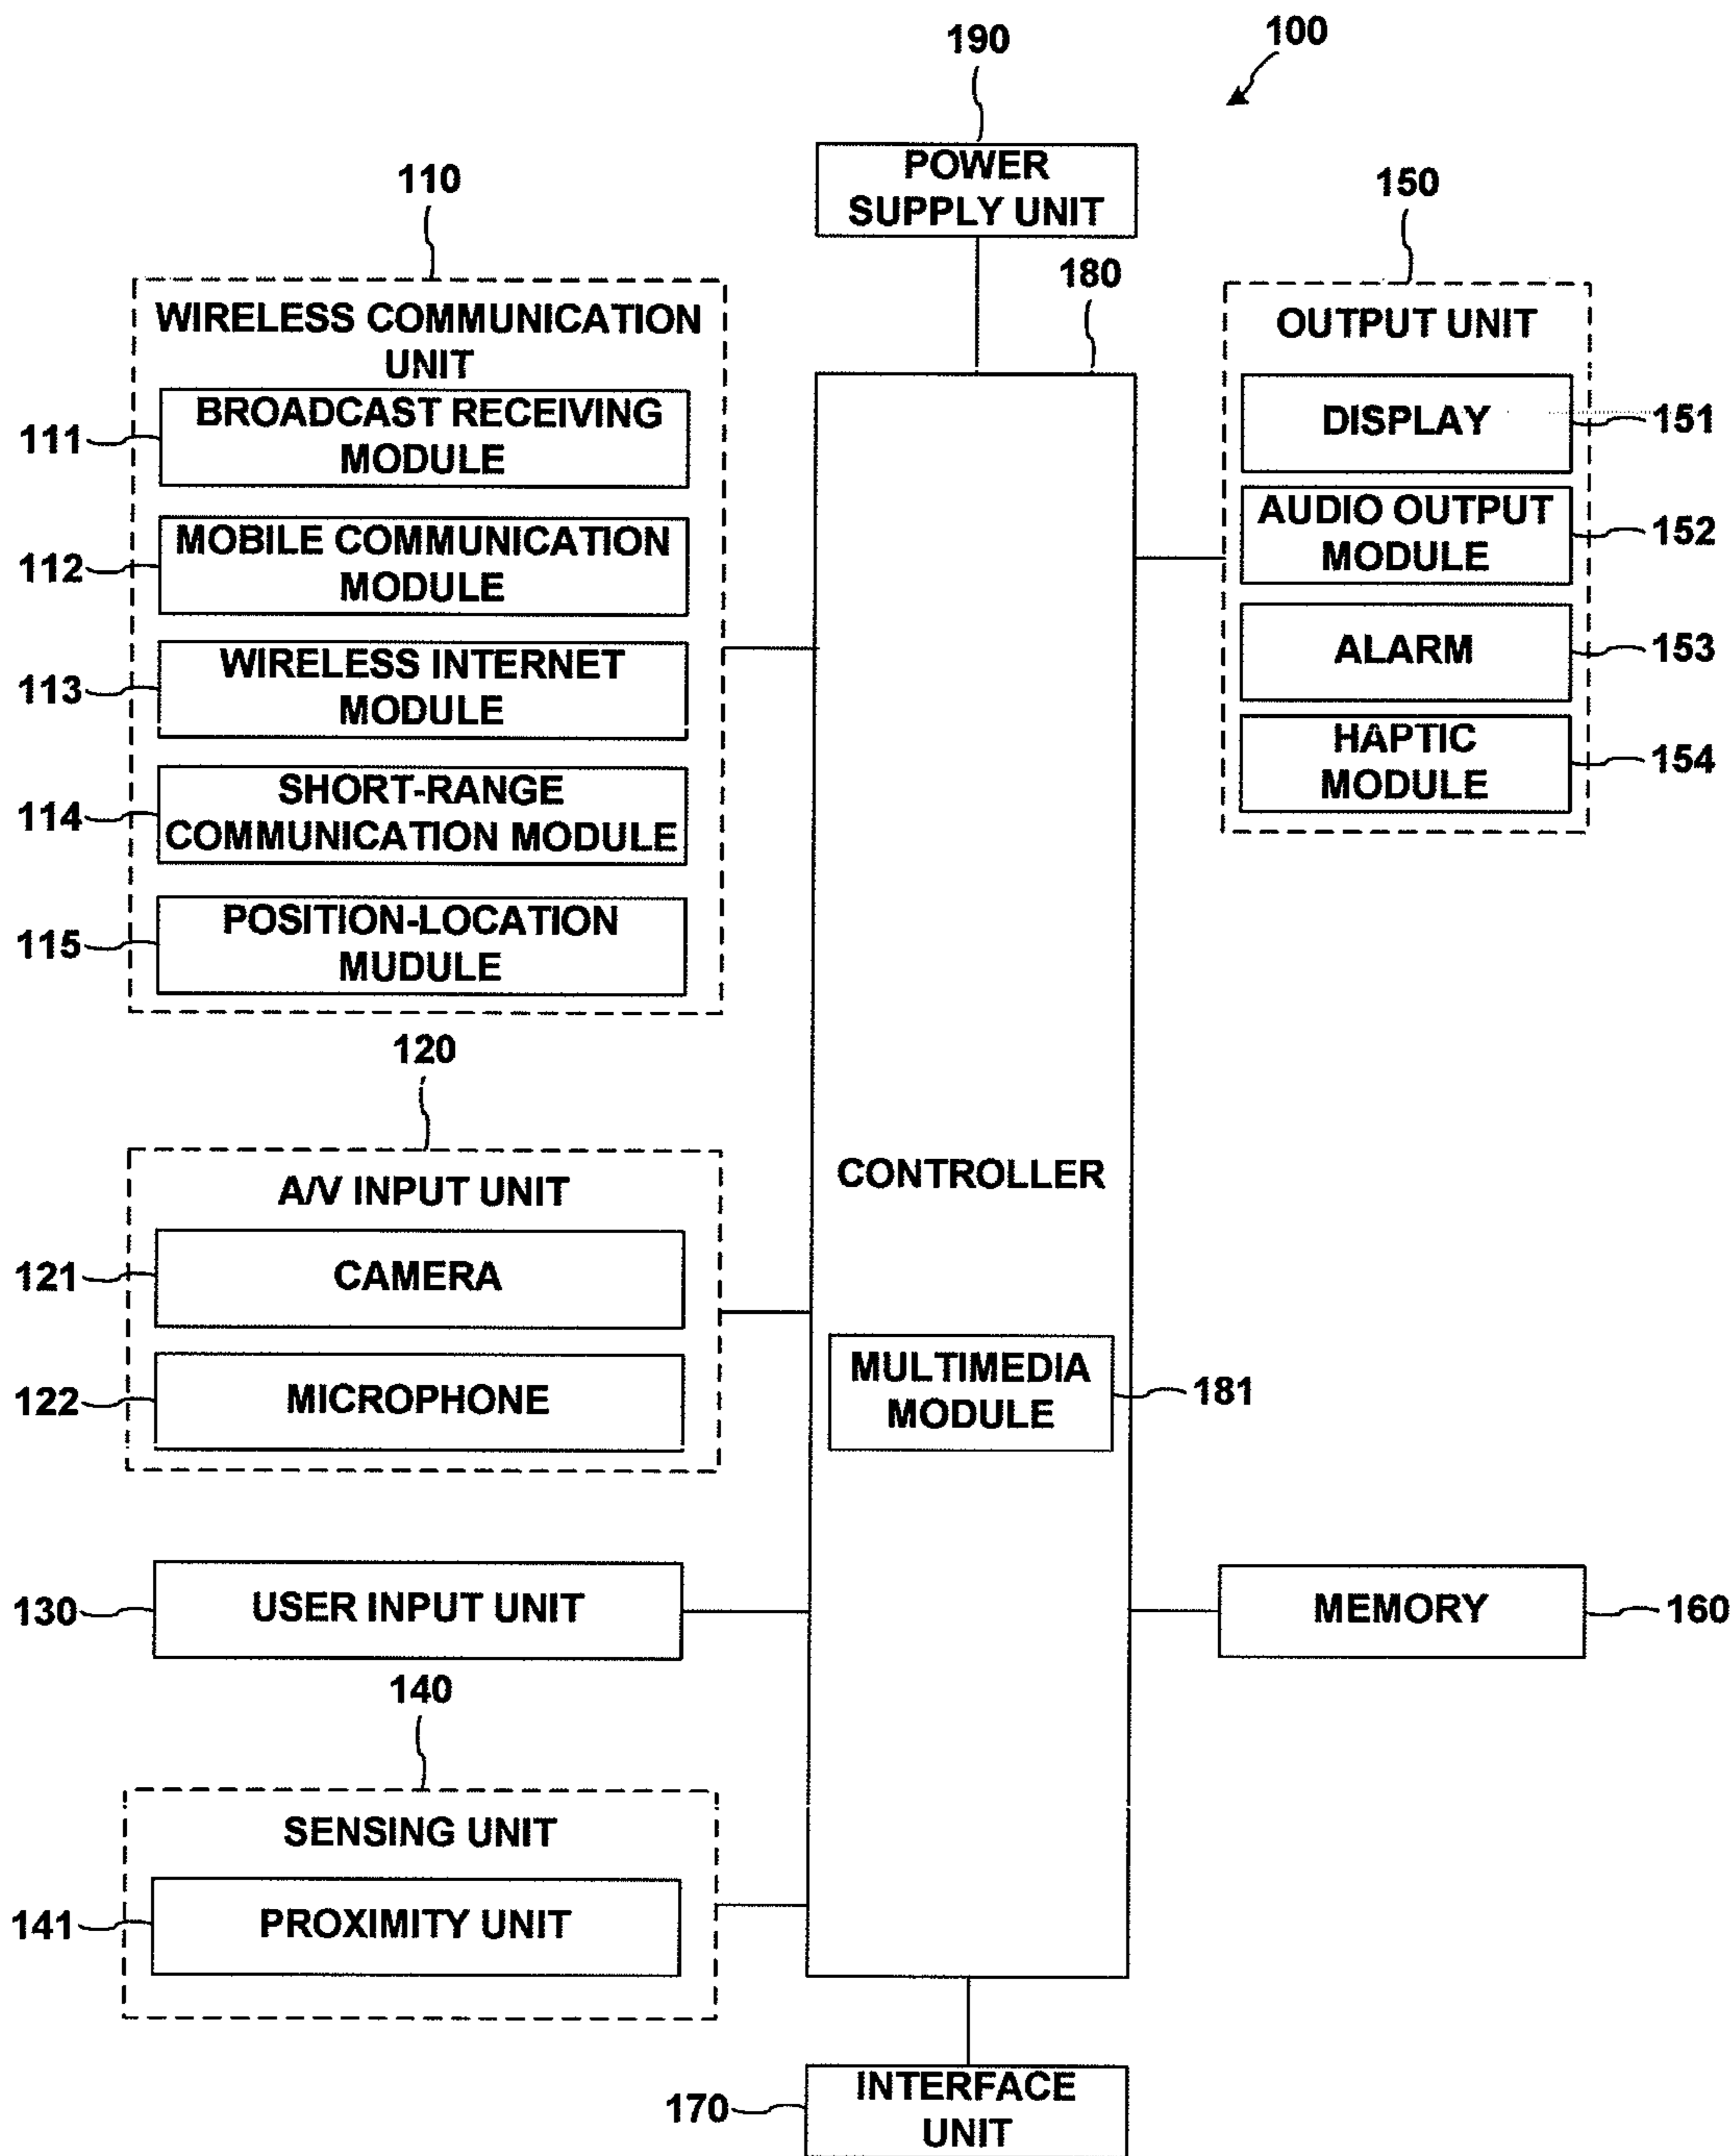 100
190
POWER
SUPPLY UNIT
110
WIRELESS COMMUNICATION
UNIT
111
BROADCAST RECEIVING
MODULE
112
MOBILE COMMUNICATION
MODULE
113
WIRELESS INTERNET
MODULE
114
SHORT-RANGE
COMMUNICATION MODULE
115
POSITION-LOCATION
MUDULE
120
A/V INPUT UNIT
121
CAMERA
122
MICROPHONE
130
USER INPUT UNIT
140
SENSING UNIT
141
PROXIMITY UNIT
180
CONTROLLER
MULTIMEDIA
MODULE
181
150
OUTPUT UNIT
DISPLAY
151
AUDIO OUTPUT
MODULE
152
ALARM
153
HAPTIC
MODULE
154
MEMORY
160
170
INTERFACE
UNIT